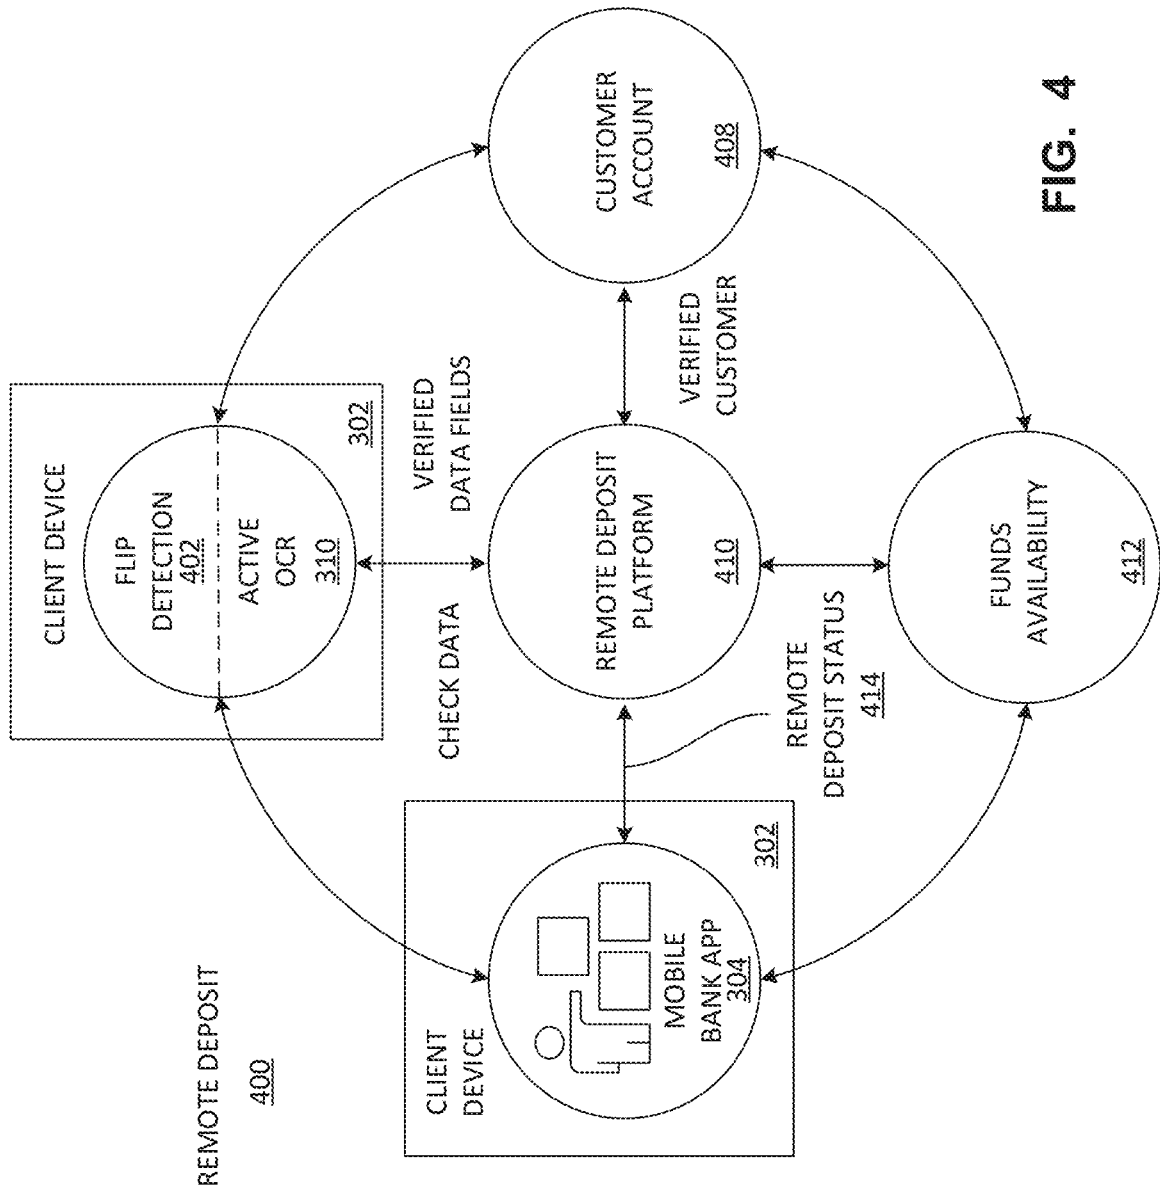 REMOTE DEPOSIT
400
CLIENT DEVICE
FLIP
DETECTION
402
ACTIVE
OCR
310
302
CHECK DATA
VERIFIED
DATA FIELDS
CLIENT
DEVICE
MOBILE
BANK APP
304
302
REMOTE DEPOSIT
PLATFORM
410
CUSTOMER
ACCOUNT
408
VERIFIED
CUSTOMER
REMOTE
DEPOSIT STATUS
414
FUNDS
AVAILABILITY
412
FIG. 4